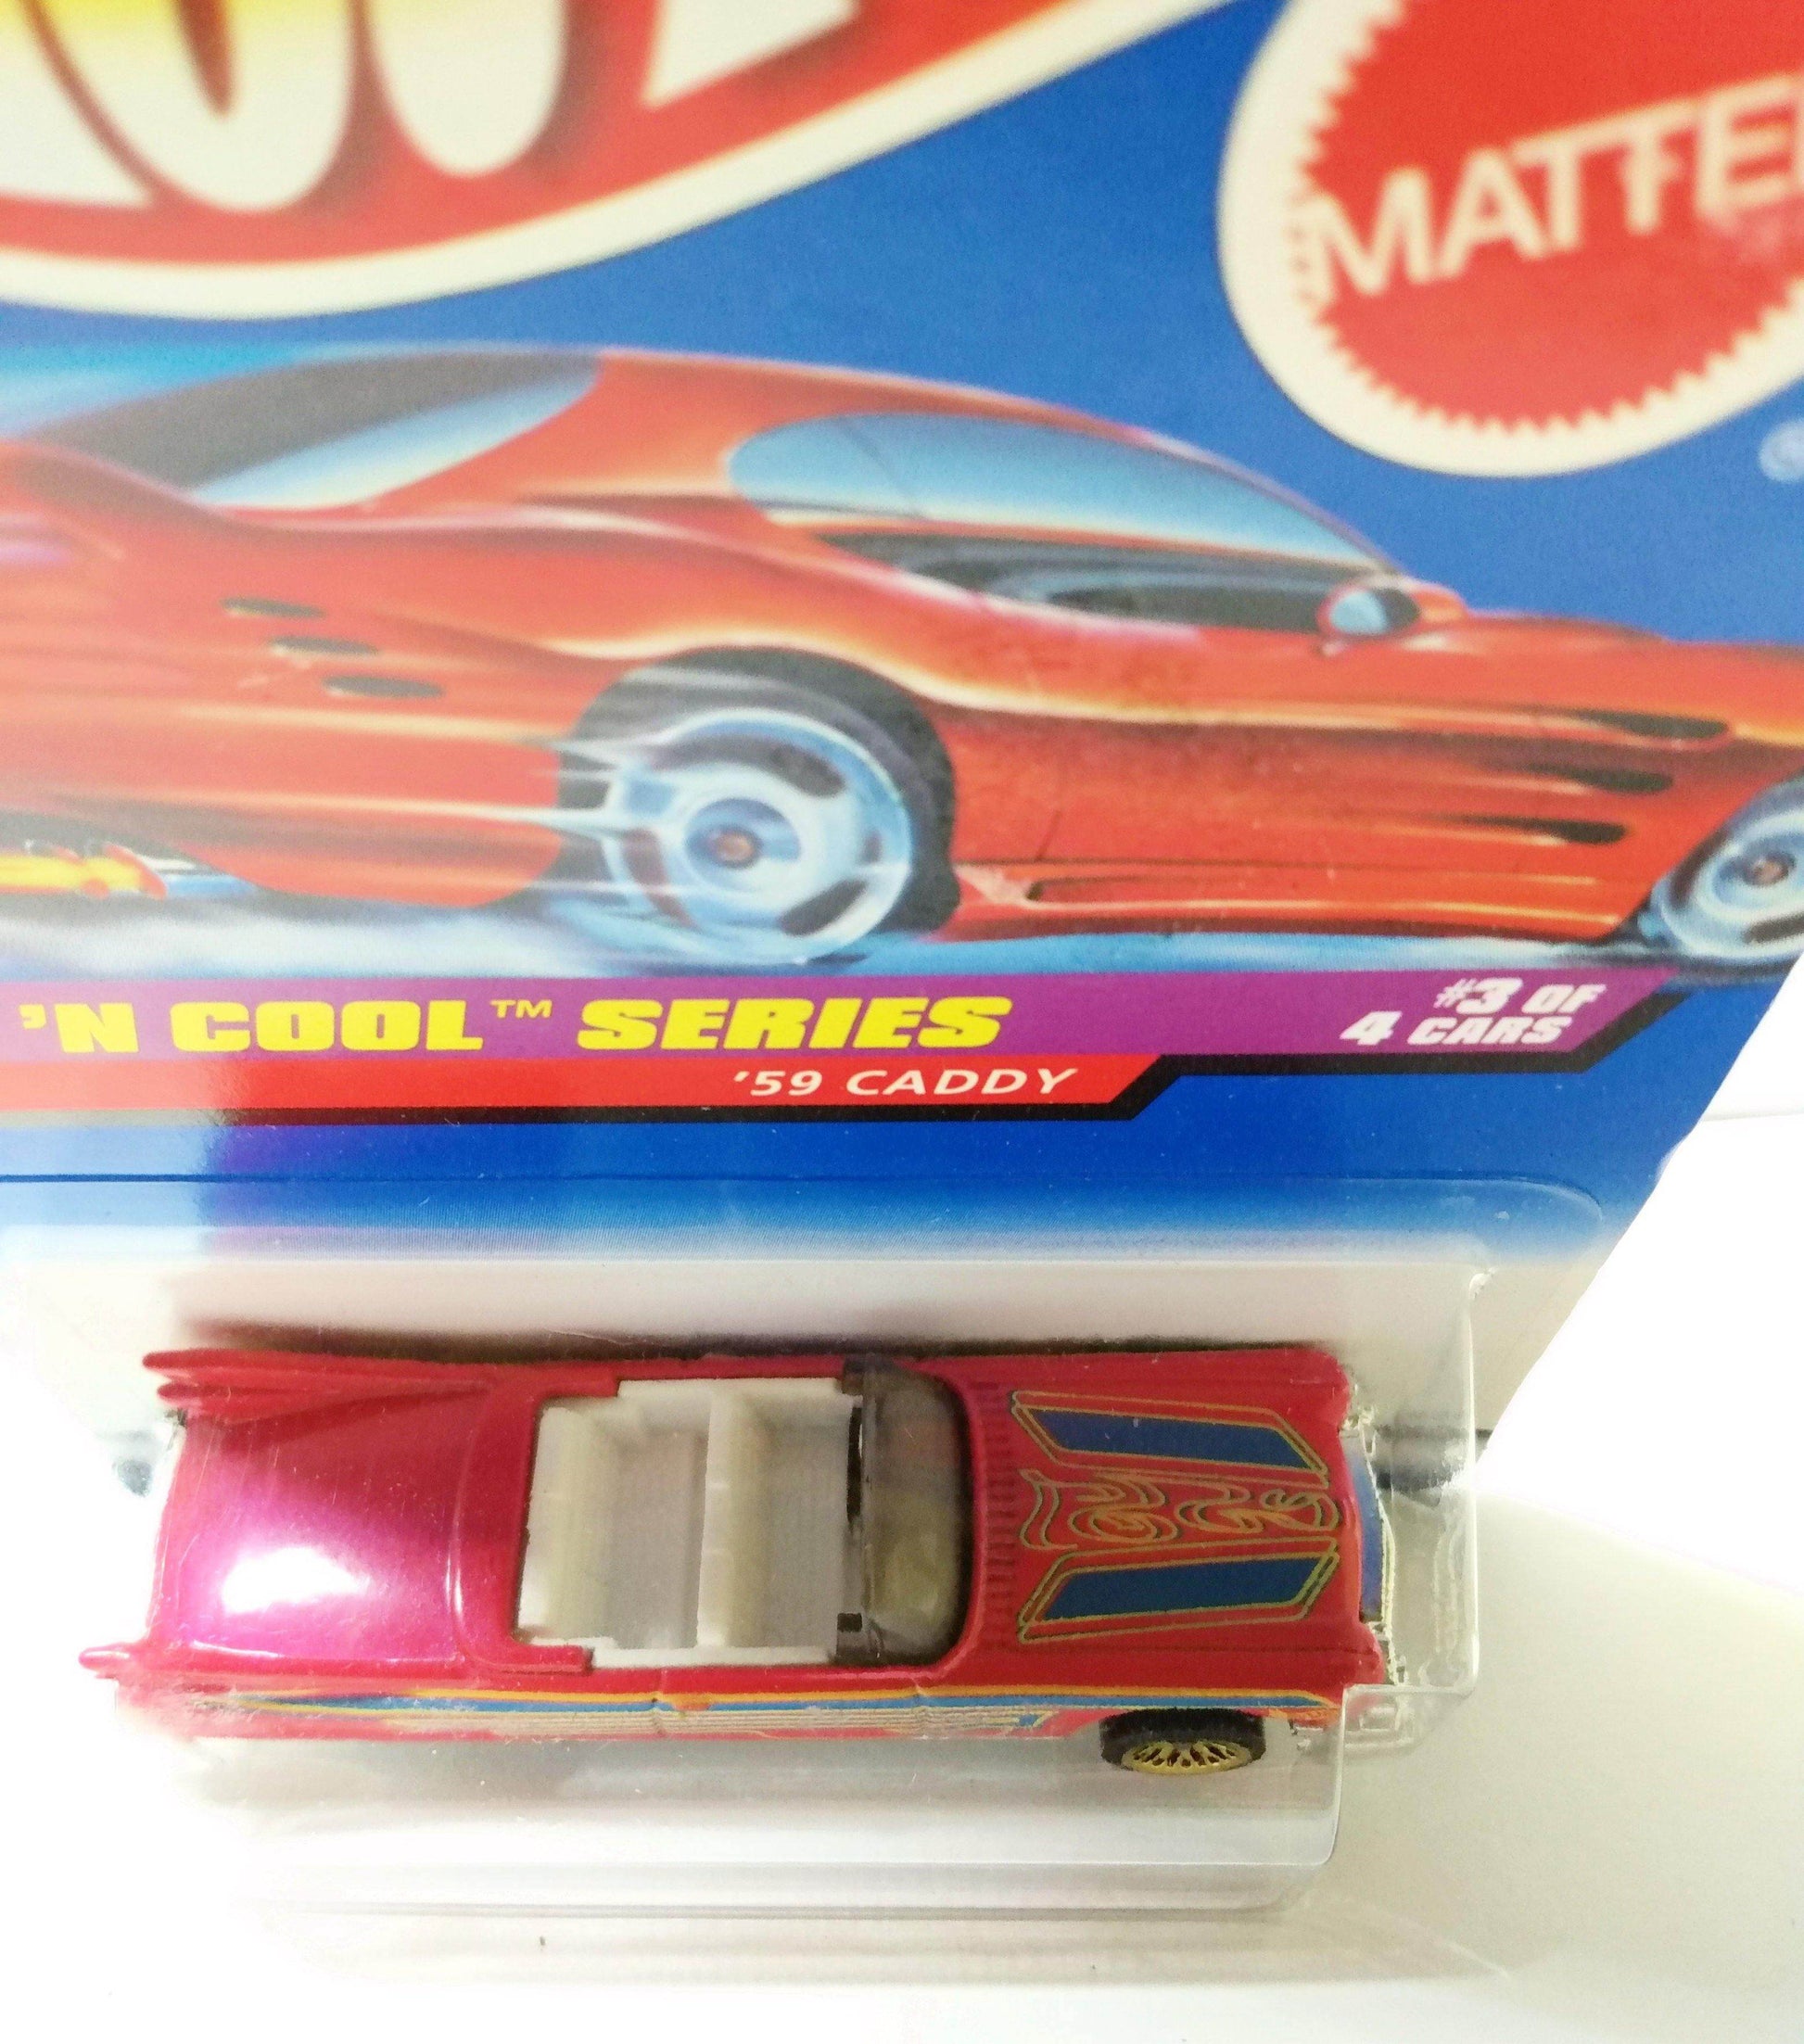 MATTEL
'N COOL™ SERIES
#3 OF
4 CARS
'59 CADDY